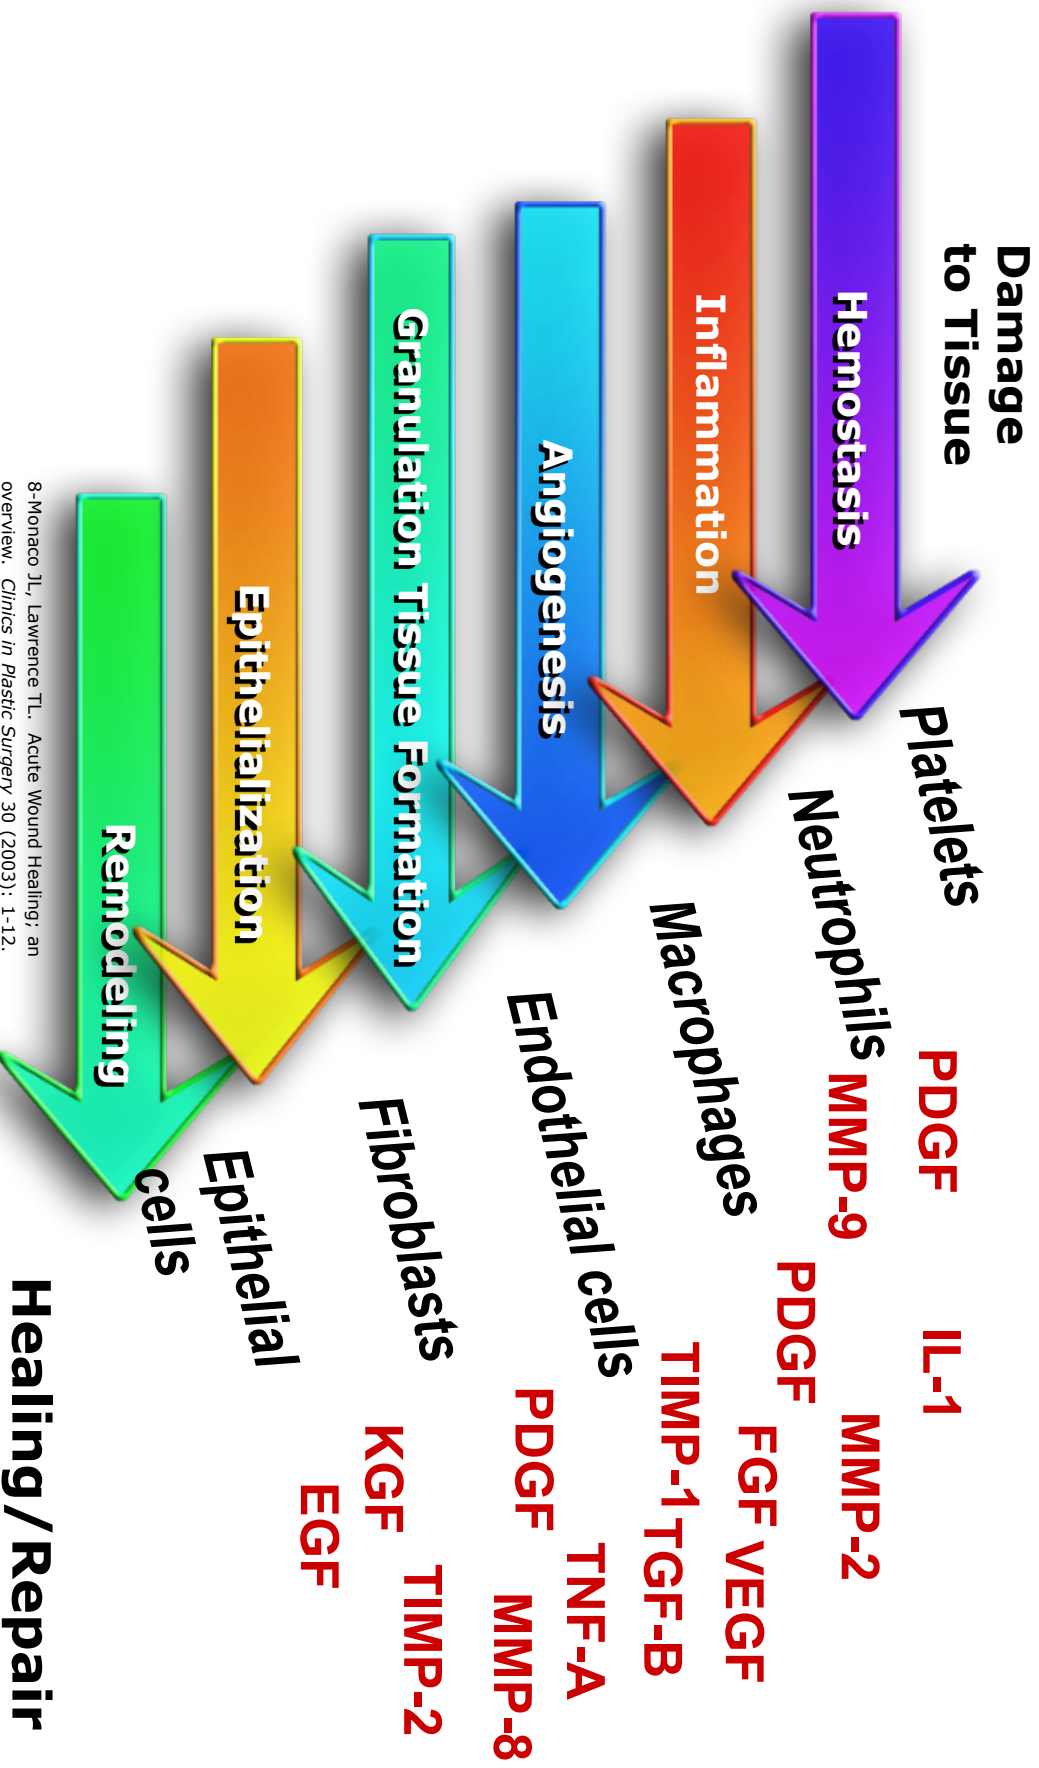 Damage
to Tissue
Hemostasis
Platelets
PDGF
IL-1
Inflammation
Neutrophils
MMP-9
MMP-2
PDGF
Angiogenesis
Macrophages
FGF
VEGF
TIMP-1
TGF-B
Granulation Tissue Formation
Endothelial cells
PDGF
TNF-A
MMP-8
Epithelialization
Fibroblasts
KGF
TIMP-2
EGF
Remodeling
Epithelial
cells
Healing/Repair
8-Monaco JL, Lawrence TL. Acute Wound Healing; an
overview. Clinics in Plastic Surgery 30 (2003): 1-12.